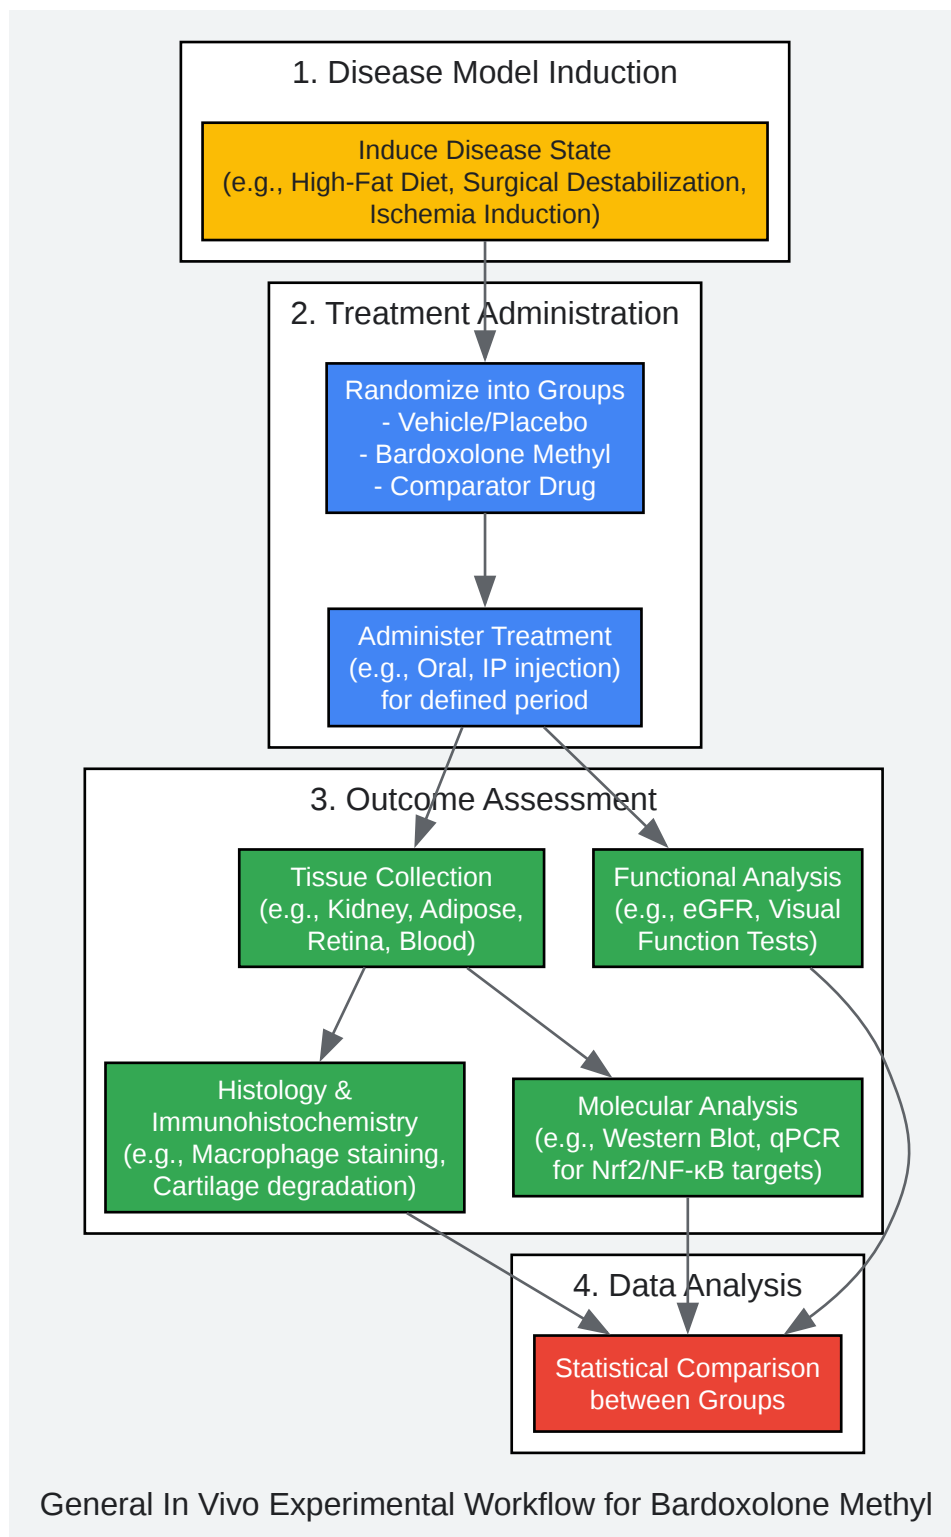 1. Disease Model Induction
Induce Disease State
(e.g., High-Fat Diet, Surgical Destabilization,
Ischemia Induction)
2. Treatment Administration
Randomize into Groups
- Vehicle/Placebo
- Bardoxolone Methyl
- Comparator Drug
Administer Treatment
(e.g., Oral, IP injection)
for defined period
3. Outcome Assessment
Tissue Collection
(e.g., Kidney, Adipose,
Retina, Blood)
Functional Analysis
(e.g., eGFR, Visual
Function Tests)
Histology &
Immunohistochemistry
(e.g., Macrophage staining,
Cartilage degradation)
Molecular Analysis
(e.g., Western Blot, qPCR
for Nrf2/NF-κB targets)
4. Data Analysis
Statistical Comparison
between Groups
General In Vivo Experimental Workflow for Bardoxolone Methyl